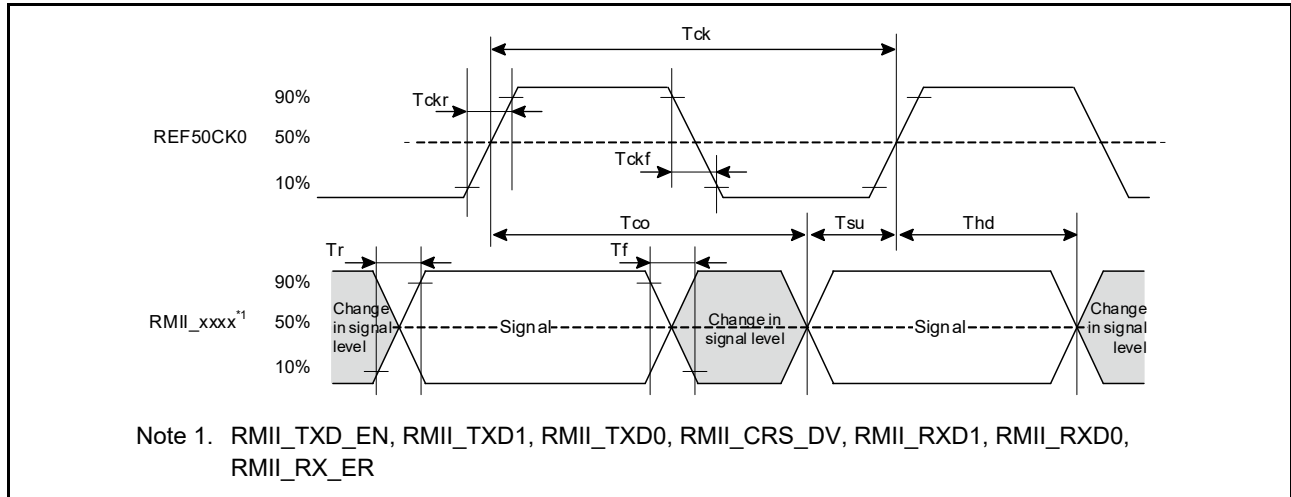 Tck
90%
Tckr
REF50CK0
50%
Tckf
10%
Tco
Tsu
Thd
Tr
Tf
90%
RMII_xxxx*1
50%
10%
Change
in signal
level
Signal
Change in
signal level
Signal
Change in
signal
level
Note 1. RMII_TXD_EN, RMII_TXD1, RMII_TXD0, RMII_CRS_DV, RMII_RXD1, RMII_RXD0,
RMII_RX_ER